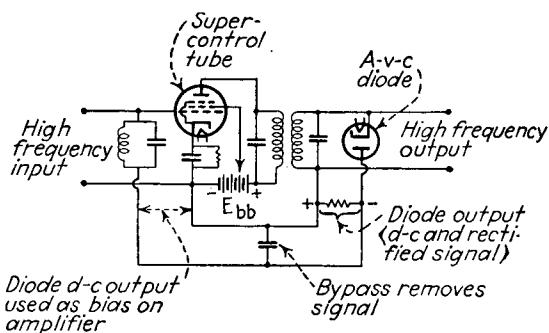 Super-
control
tube
A-v-c
diode
High
frequency
input
High frequency
output
- +
E bb
+ -
Diode output
(d-c and recti-
fied signal)
Diode d-c output
used as bias on
amplifier
Bypass removes
signal